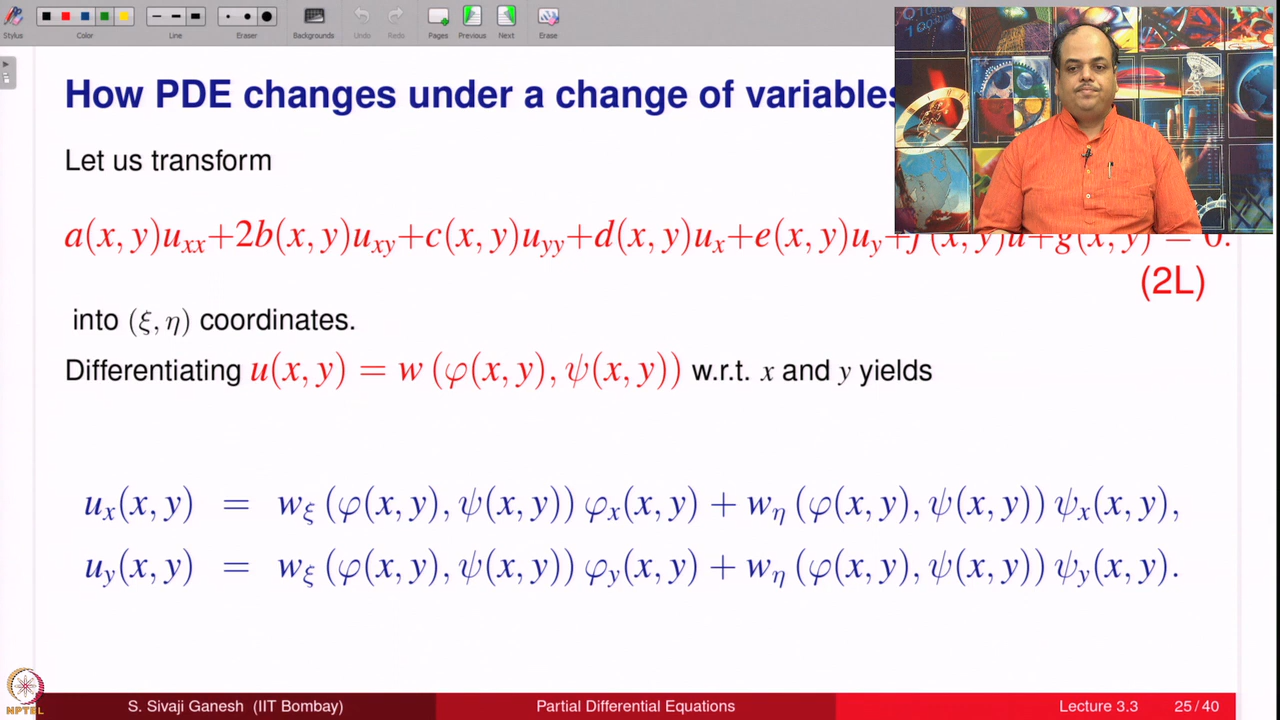 Stylus
Color
Line
Eraser
Backgrounds
Undo
Redo
Pages
Previous
Next
Erase
How PDE changes under a change of variables
Let us transform
a(x, y)u_{xx}+2b(x, y)u_{xy}+c(x, y)u_{yy}+d(x, y)u_x+e(x, y)u_y+f(x, y)u+g(x, y) = 0.
(2L)
into (ξ, η) coordinates.
Differentiating u(x, y) = w (φ(x, y), ψ(x, y)) w.r.t. x and y yields
u_x(x, y) = w_ξ (φ(x, y), ψ(x, y)) φ_x(x, y) + w_η (φ(x, y), ψ(x, y)) ψ_x(x, y),
u_y(x, y) = w_ξ (φ(x, y), ψ(x, y)) φ_y(x, y) + w_η (φ(x, y), ψ(x, y)) ψ_y(x, y).
NPTEL
S. Sivaji Ganesh (IIT Bombay)
Partial Differential Equations
Lecture 3.3
25 / 40